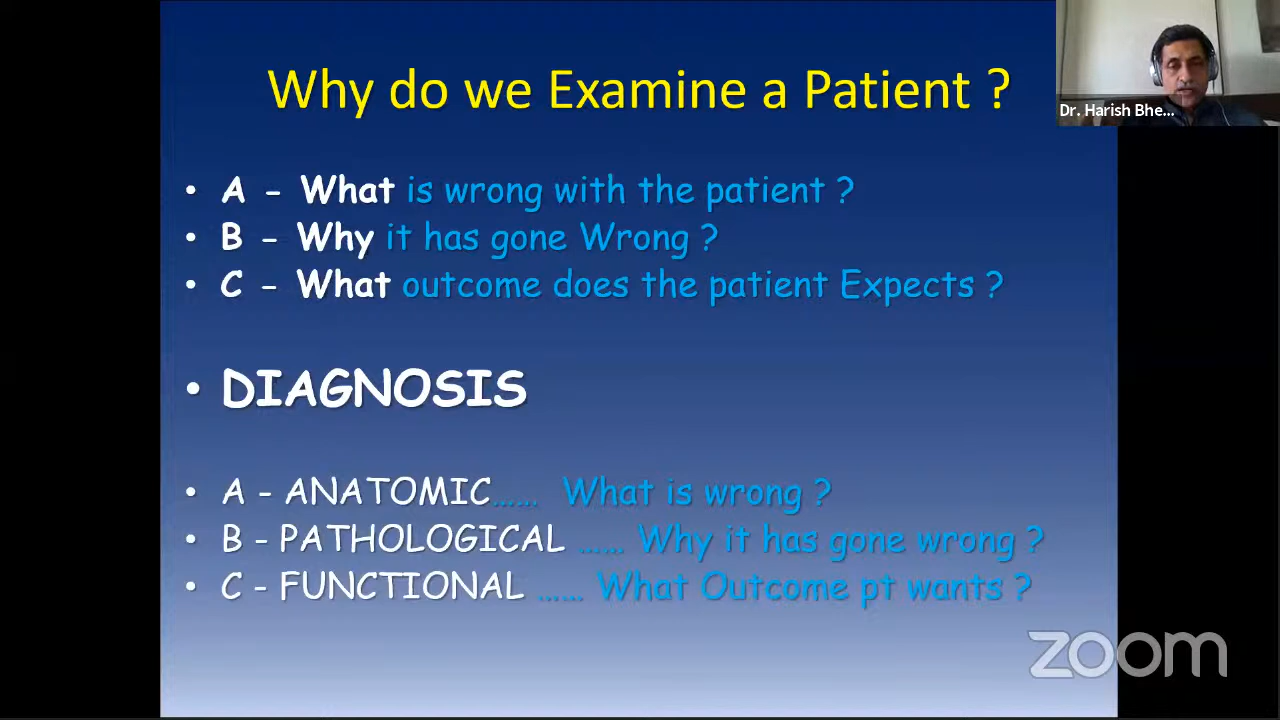 Why do we Examine a Patient ?
Dr. Harish Bhe...
• A - What is wrong with the patient ?
• B - Why it has gone Wrong ?
• C - What outcome does the patient Expects ?
• DIAGNOSIS
• A - ANATOMIC...... What is wrong ?
• B - PATHOLOGICAL ...... Why it has gone wrong ?
• C - FUNCTIONAL ...... What Outcome pt wants ?
zoom